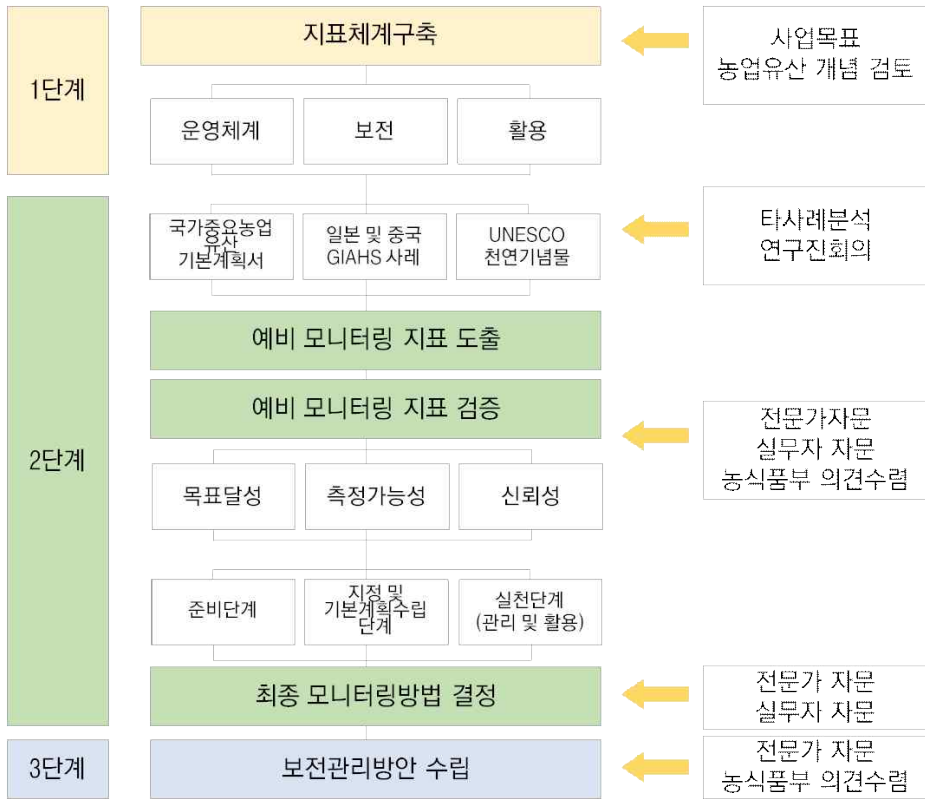 1단계
지표체계구축
사업목표
농업유산 개념 검토
운영체계
보전
활용
2단계
국가중요농업
유산
기본계획서
일본 및 중국
GIAHS 사례
UNESCO
천연기념물
타사례분석
연구진회의
예비 모니터링 지표 도출
예비 모니터링 지표 검증
전문가자문
실무자 자문
농식품부 의견수렴
목표달성
측정가능성
신뢰성
준비단계
지정 및
기본계획수립
단계
실천단계
(관리 및 활용)
최종 모니터링방법 결정
전문가 자문
실무자 자문
3단계
보전관리방안 수립
전문가 자문
농식품부 의견수렴